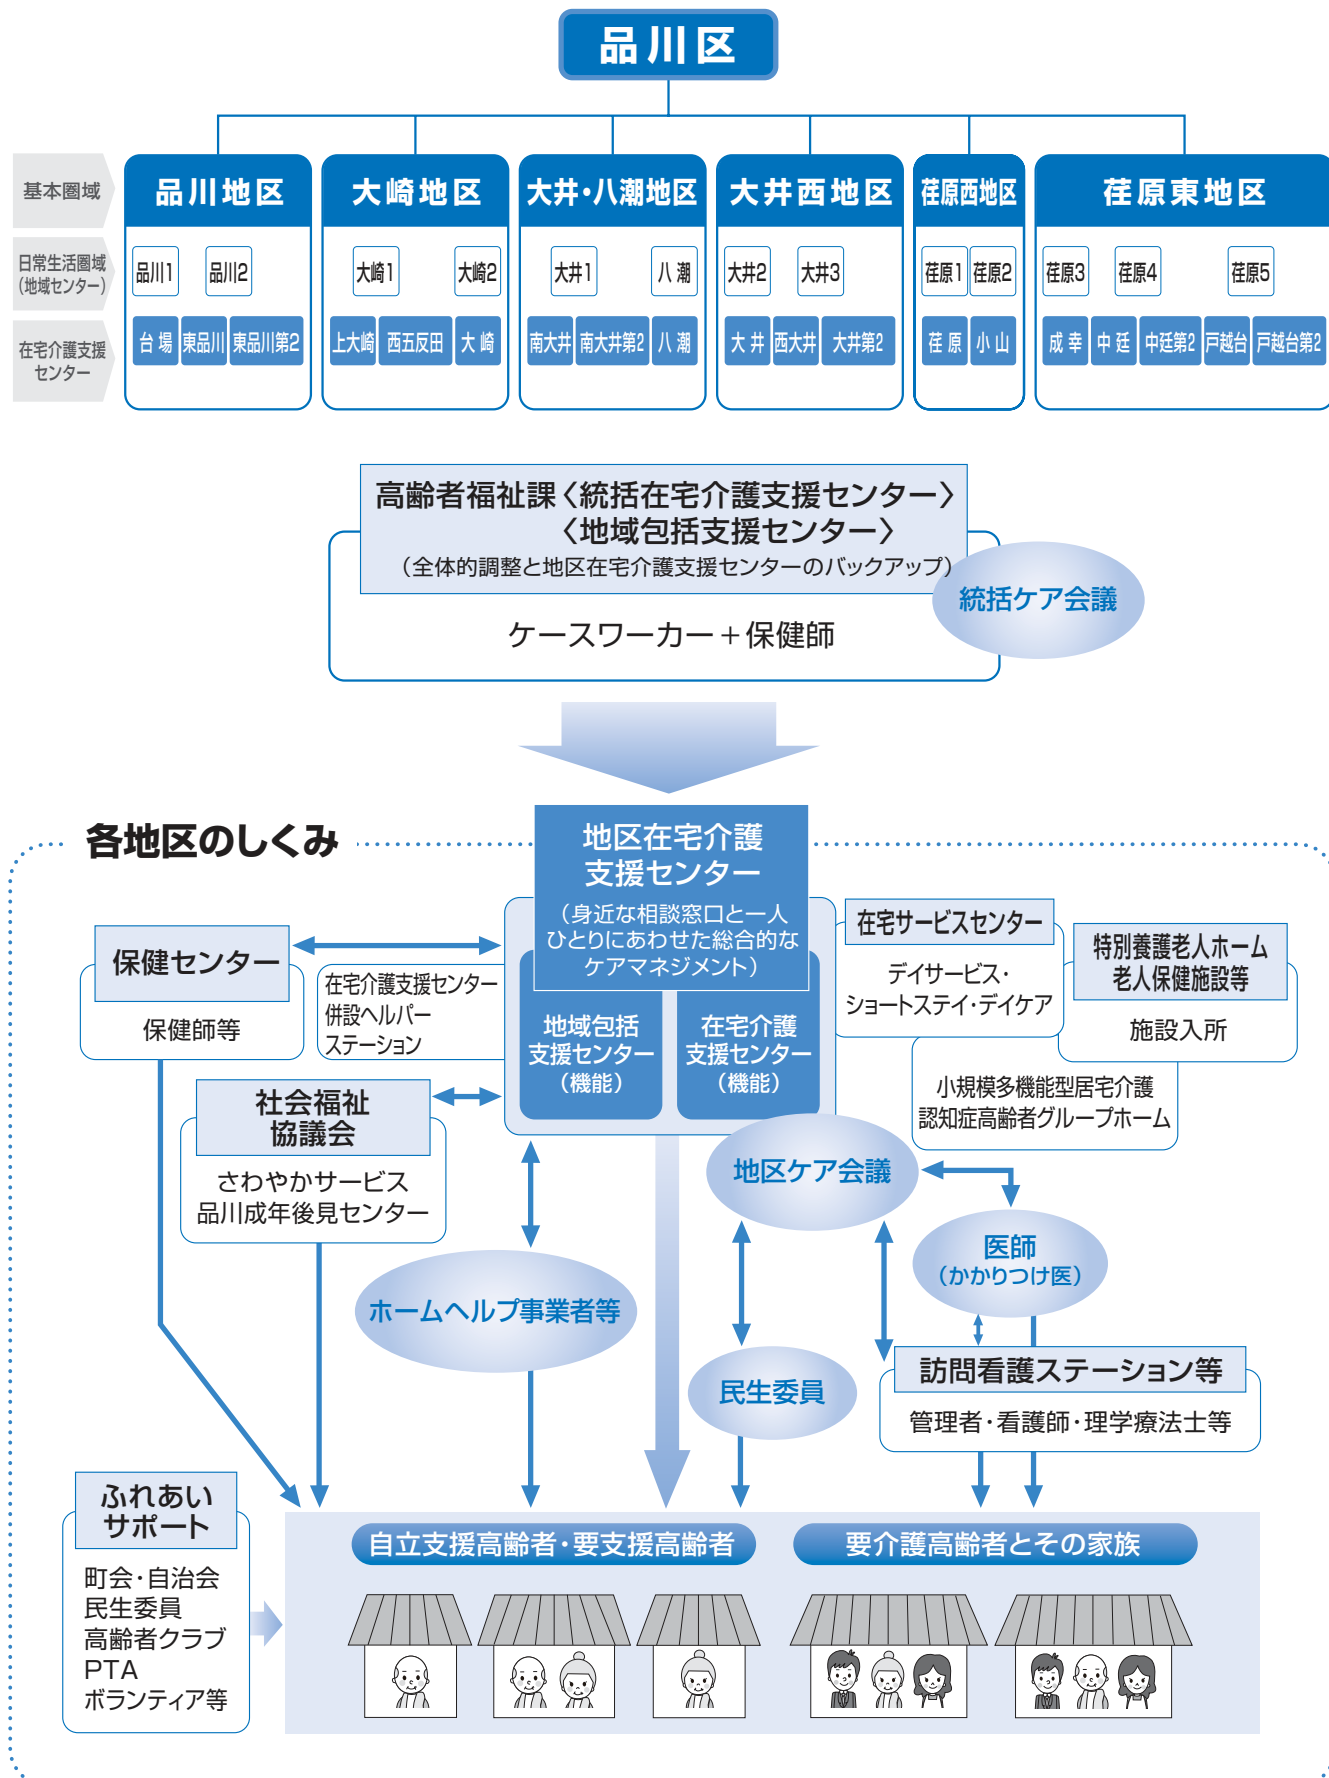 品川区
基本圏域
品川地区
大崎地区
大井・八潮地区
大井西地区
荏原西地区
荏原東地区
日常生活圏域
(地域センター)
品川1
品川2
大崎1
大崎2
大井1
八潮
大井2
大井3
荏原1
荏原2
荏原3
荏原4
荏原5
在宅介護支援
センター
台場
東品川
東品川第2
上大崎
西五反田
大崎
南大井
南大井第2
八潮
大井
西大井
大井第2
荏原
小山
成幸
中延
中延第2
戸越台
戸越台第2
高齢者福祉課〈統括在宅介護支援センター〉
〈地域包括支援センター〉
(全体的調整と地区在宅介護支援センターのバックアップ)
統括ケア会議
ケースワーカー+保健師
各地区のしくみ
地区在宅介護
支援センター
(身近な相談窓口と一人
ひとりにあわせた総合的な
ケアマネジメント)
地域包括
支援センター
(機能)
在宅介護
支援センター
(機能)
保健センター
保健師等
在宅介護支援センター
併設ヘルパー
ステーション
社会福祉
協議会
さわやかサービス
品川成年後見センター
在宅サービスセンター
デイサービス・
ショートステイ・デイケア
特別養護老人ホーム
老人保健施設等
施設入所
小規模多機能型居宅介護
認知症高齢者グループホーム
地区ケア会議
医師
(かかりつけ医)
ホームヘルプ事業者等
民生委員
訪問看護ステーション等
管理者・看護師・理学療法士等
ふれあい
サポート
町会・自治会
民生委員
高齢者クラブ
PTA
ボランティア等
自立支援高齢者・要支援高齢者
要介護高齢者とその家族